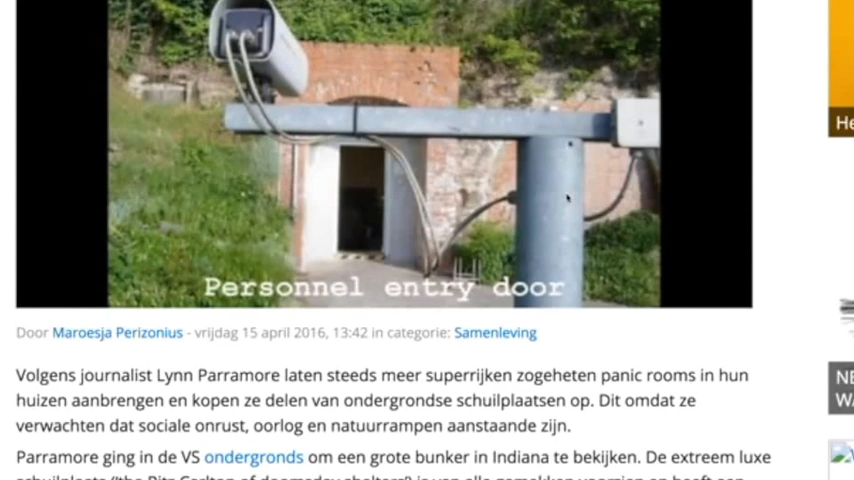 He
Personnel entry door
Door Maroesja Perizonius - vrijdag 15 april 2016, 13:42 in categorie: Samenleving
Volgens journalist Lynn Parramore laten steeds meer superrijken zogeheten panic rooms in hun
huizen aanbrengen en kopen ze delen van ondergrondse schuilplaatsen op. Dit omdat ze
verwachten dat sociale onrust, oorlog en natuurrampen aanstaande zijn.
NE
WA
Parramore ging in de VS ondergronds om een grote bunker in Indiana te bekijken. De extreem luxe